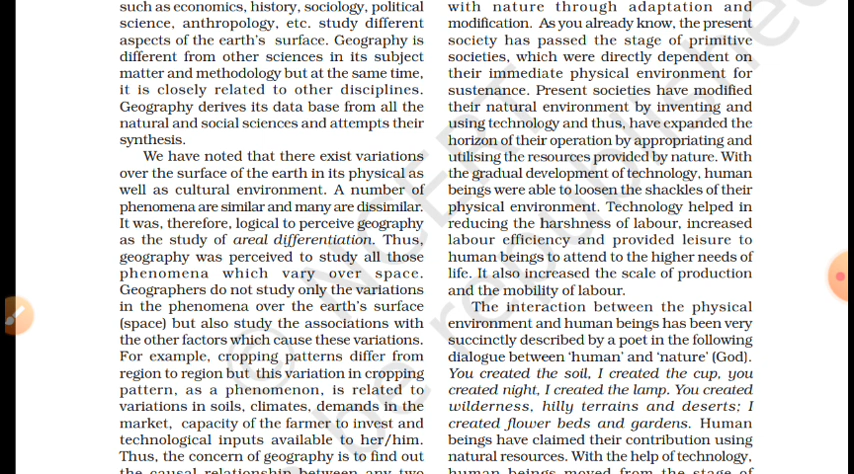 such as economics, history, sociology, political
science, anthropology, etc. study different
aspects of the earth's surface. Geography is
different from other sciences in its subject
matter and methodology but at the same time,
it is closely related to other disciplines.
Geography derives its data base from all the
natural and social sciences and attempts their
synthesis.
We have noted that there exist variations
over the surface of the earth in its physical as
well as cultural environment. A number of
phenomena are similar and many are dissimilar.
It was, therefore, logical to perceive geography
as the study of areal differentiation. Thus,
geography was perceived to study all those
phenomena which vary over space.
Geographers do not study only the variations
in the phenomena over the earth's surface
(space) but also study the associations with
the other factors which cause these variations.
For example, cropping patterns differ from
region to region but this variation in cropping
pattern, as a phenomenon, is related to
variations in soils, climates, demands in the
market, capacity of the farmer to invest and
technological inputs available to her/him.
Thus, the concern of geography is to find out
the causal relationship between any two
with nature through adaptation and
modification. As you already know, the present
society has passed the stage of primitive
societies, which were directly dependent on
their immediate physical environment for
sustenance. Present societies have modified
their natural environment by inventing and
using technology and thus, have expanded the
horizon of their operation by appropriating and
utilising the resources provided by nature. With
the gradual development of technology, human
beings were able to loosen the shackles of their
physical environment. Technology helped in
reducing the harshness of labour, increased
labour efficiency and provided leisure to
human beings to attend to the higher needs of
life. It also increased the scale of production
and the mobility of labour.
The interaction between the physical
environment and human beings has been very
succinctly described by a poet in the following
dialogue between 'human' and 'nature' (God).
You created the soil, I created the cup, you
created night, I created the lamp. You created
wilderness, hilly terrains and deserts; I
created flower beds and gardens. Human
beings have claimed their contribution using
natural resources. With the help of technology,
human beings moved from the stage of
© NCERT
be republished